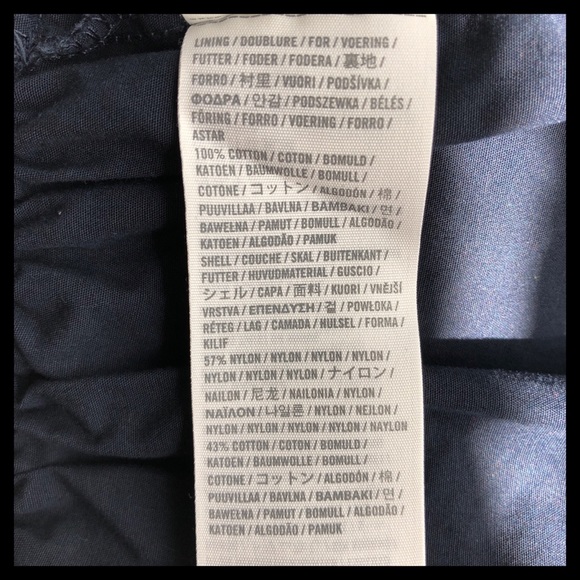 LINING / DOUBLURE / FOR / VOERING /
FUTTER / FODER / FODERA / 裏地 /
FORRO / 衬里 / VUORI / PODŠÍVKA /
ΦΟΔΡΑ / 안감 / PODSZEWKA / BÉLÉS /
FÔRING / FORRO / VOERING / FORRO /
ASTAR
100% COTTON / COTON / BOMULD /
KATOEN / BAUMWOLLE / BOMULL /
COTONE / コットン / ALGODÓN / 棉 /
PUUVILLAA / BAVLNA / ΒΑΜΒΑΚΙ / 면 /
BAWEŁNA / PAMUT / BOMULL / ALGODÃO /
KATOEN / ALGODÃO / PAMUK
SHELL / COUCHE / SKAL / BUITENKANT /
FUTTER / HUVUDMATERIAL / GUSCIO /
シェル / CAPA / 面料 / KUORI / VNĚJŠÍ
VRSTVA / ΕΠΕΝΔΥΣΗ / 겉 / POWŁOKA /
RÉTEG / LAG / CAMADA / HULSEL / FORMA /
KILIF
57% NYLON / NYLON / NYLON / NYLON /
NYLON / NYLON / NYLON / ナイロン /
NAILON / 尼龙 / NAILONIA / NYLON /
ΝΑΪΛΟΝ / 나일론 / NYLON / NEJLON /
NYLON / NYLON / NYLON / NYLON / NAYLON
43% COTTON / COTON / BOMULD /
KATOEN / BAUMWOLLE / BOMULL /
COTONE / コットン / ALGODÓN / 棉 /
PUUVILLAA / BAVLNA / ΒΑΜΒΑΚΙ / 면 /
BAWEŁNA / PAMUT / BOMULL / ALGODÃO /
KATOEN / ALGODÃO / PAMUK